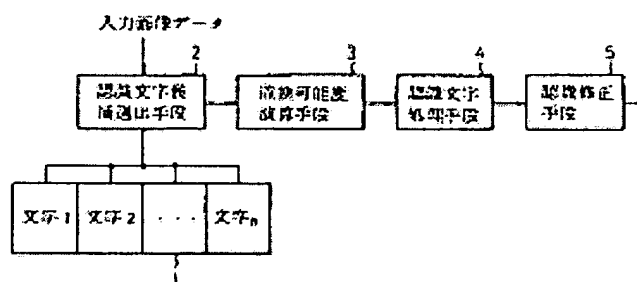 入力画像データ
2
3
4
5
認識文字候
補選出手段
可能度
演算手段
認識文字
処理手段
認識修正
手段
文字1
文字2
・・・
文字n